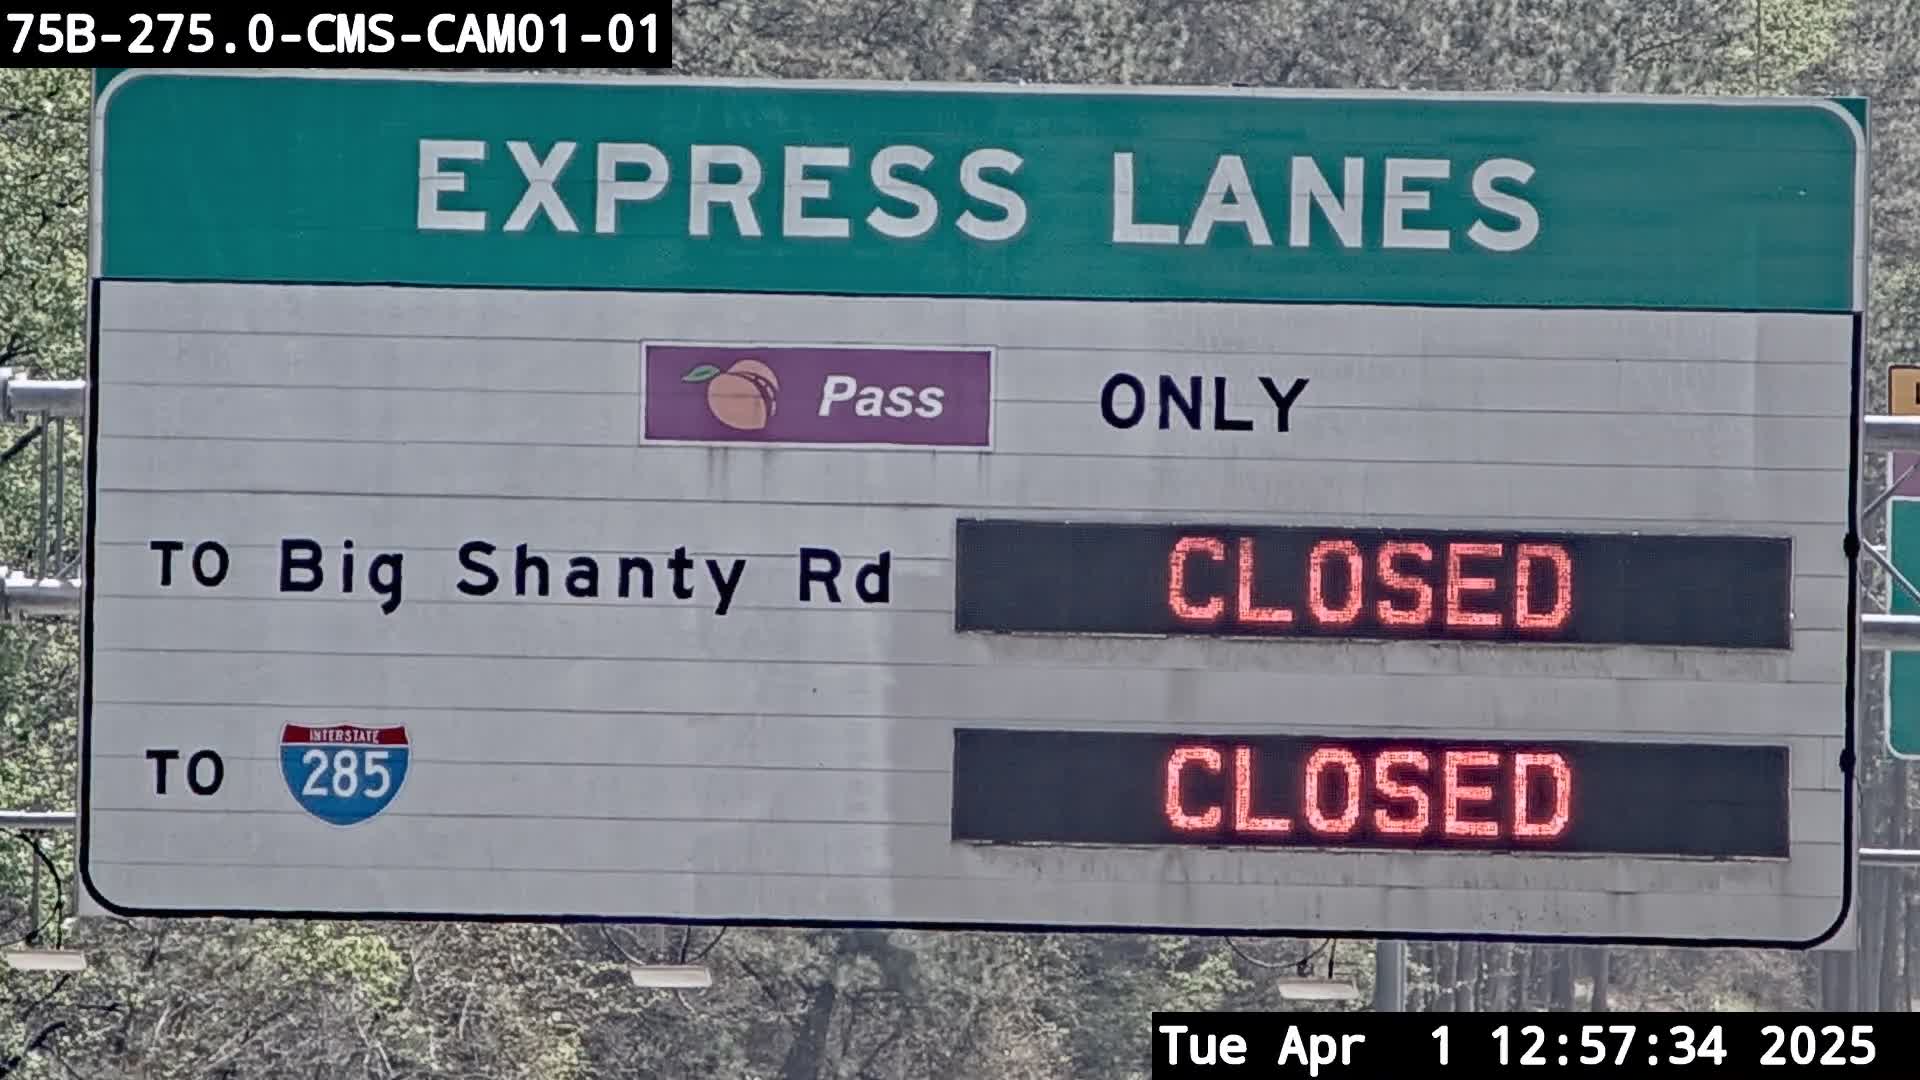 75B-275.0-CMS-CAM01-01
EXPRESS LANES
Pass ONLY
TO Big Shanty Rd CLOSED
TO INTERSTATE 285 CLOSED
Tue Apr 1 12:57:34 2025